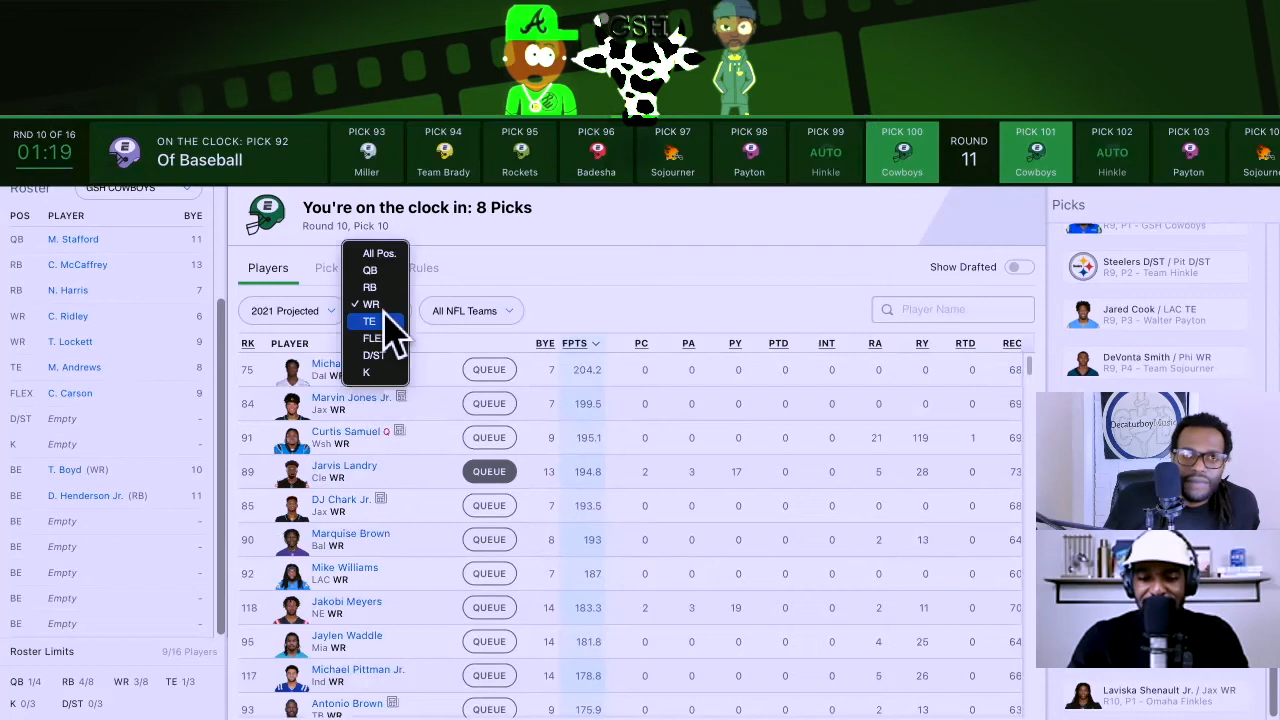 GSH
A
RND 10 OF 16
01:19
ON THE CLOCK: PICK 92
Of Baseball
PICK 93
Miller
PICK 94
Team Brady
PICK 95
Rockets
PICK 96
Badesha
PICK 97
Sojourner
PICK 98
Payton
PICK 99
AUTO
Hinkle
PICK 100
Cowboys
ROUND
11
PICK 101
Cowboys
PICK 102
AUTO
Hinkle
PICK 103
Payton
PICK 10
Sojourn
Roster
GSH COWBOYS
POS PLAYER BYE
QB M. Stafford 11
RB C. McCaffrey 13
RB N. Harris 7
WR C. Ridley 6
WR T. Lockett 9
TE M. Andrews 8
FLEX C. Carson 9
D/ST Empty -
K Empty -
BE T. Boyd (WR) 10
BE D. Henderson Jr. (RB) 11
BE Empty -
BE Empty -
BE Empty -
BE Empty -
BE Empty -
Roster Limits 9/16 Players
QB 1/4 RB 4/8 WR 3/8 TE 1/3
K 0/3 D/ST 0/3
You're on the clock in: 8 Picks
Round 10, Pick 10
Players Pick Rules
Show Drafted
2021 Projected
All NFL Teams
Player Name
All Pos.
QB
RB
✓ WR
TE
FLE
D/ST
K
RK PLAYER BYE FPTS PC PA PY PTD INT RA RY RTD REC
75 Micha QUEUE 7 204.2 0 0 0 0 0 0 0 0 68
Dal W
84 Marvin Jones Jr. QUEUE 7 199.5 0 0 0 0 0 0 0 0 64
Jax WR
91 Curtis Samuel Q QUEUE 9 195.1 0 0 0 0 0 21 119 1 69
Wsh WR
89 Jarvis Landry QUEUE 13 194.8 2 3 17 0 0 5 28 0 73
Cle WR
85 DJ Chark Jr. QUEUE 7 193.5 0 0 0 0 0 0 0 0 67
Jax WR
90 Marquise Brown QUEUE 8 193 0 0 0 0 0 2 13 0 64
Bal WR
92 Mike Williams QUEUE 7 187 0 0 0 0 0 0 0 0 60
LAC WR
118 Jakobi Meyers QUEUE 14 183.3 2 3 19 0 0 2 11 0 70
NE WR
95 Jaylen Waddle QUEUE 14 181.8 0 0 0 0 0 4 25 0 64
Mia WR
117 Michael Pittman Jr. QUEUE 14 178.8 0 0 0 0 0 4 22 0 64
Ind WR
93 Antonio Brown QUEUE 9 175.9 0 0 0 0 0 2 13 0
TB WR
Picks
R9, P1 - GSH Cowboys
Steelers D/ST / Pit D/ST
R9, P2 - Team Hinkle
Jared Cook / LAC TE
R9, P3 - Walter Payton
DeVonta Smith / Phi WR
R9, P4 - Team Sojourner
DecaturboyMusic
Laviska Shenault Jr. / Jax WR
R10, P1 - Omaha Finkles